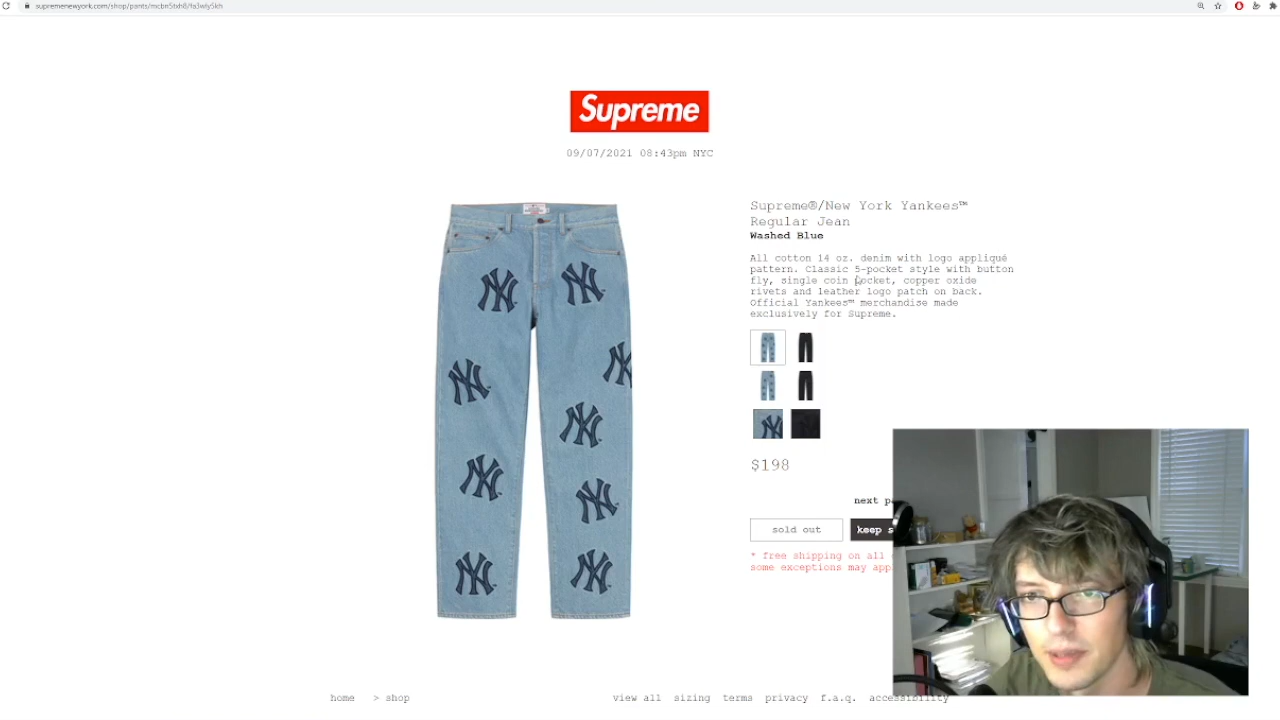 supremenewyork.com/shop/pants/mcbn5txh8/fa3wiy5kh
Supreme
09/07/2021 08:43pm NYC
Supreme®/New York Yankees™
Regular Jean
Washed Blue
All cotton 14 oz. denim with logo appliqué
pattern. Classic 5-pocket style with button
fly, single coin pocket, copper oxide
rivets and leather logo patch on back.
Official Yankees™ merchandise made
exclusively for Supreme.
$198
next
sold out
keep
* free shipping on all
some exceptions may
home > shop
view all sizing terms privacy f.a.q. accessibility